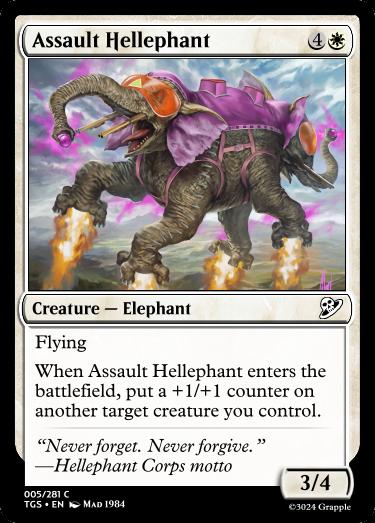 Assault Hellephant 4
Creature — Elephant
Flying
When Assault Hellephant enters the
battlefield, put a +1/+1 counter on
another target creature you control.
“Never forget. Never forgive.”
—Hellephant Corps motto
3/4
005/281 C
TGS • EN Mad 1984
©3024 Grapple